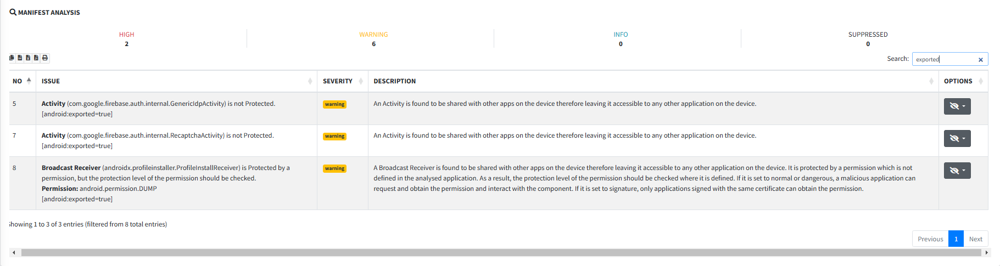 MANIFEST ANALYSIS
HIGH
2
WARNING
6
INFO
0
SUPPRESSED
0
Search: exported
NO ISSUE SEVERITY DESCRIPTION OPTIONS
5 Activity (com.google.firebase.auth.internal.GenericIdpActivity) is not Protected. warning An Activity is found to be shared with other apps on the device therefore leaving it accessible to any other application on the device.
[android:exported=true]
7 Activity (com.google.firebase.auth.internal.RecaptchaActivity) is not Protected. warning An Activity is found to be shared with other apps on the device therefore leaving it accessible to any other application on the device.
[android:exported=true]
8 Broadcast Receiver (androidx.profileinstaller.ProfileInstallReceiver) is Protected by a warning A Broadcast Receiver is found to be shared with other apps on the device therefore leaving it accessible to any other application on the device. It is protected by a permission which is not
permission, but the protection level of the permission should be checked. defined in the analysed application. As a result, the protection level of the permission should be checked where it is defined. If it is set to normal or dangerous, a malicious application can
Permission: android.permission.DUMP request and obtain the permission and interact with the component. If it is set to signature, only applications signed with the same certificate can obtain the permission.
[android:exported=true]
Showing 1 to 3 of 3 entries (filtered from 8 total entries)
Previous 1 Next